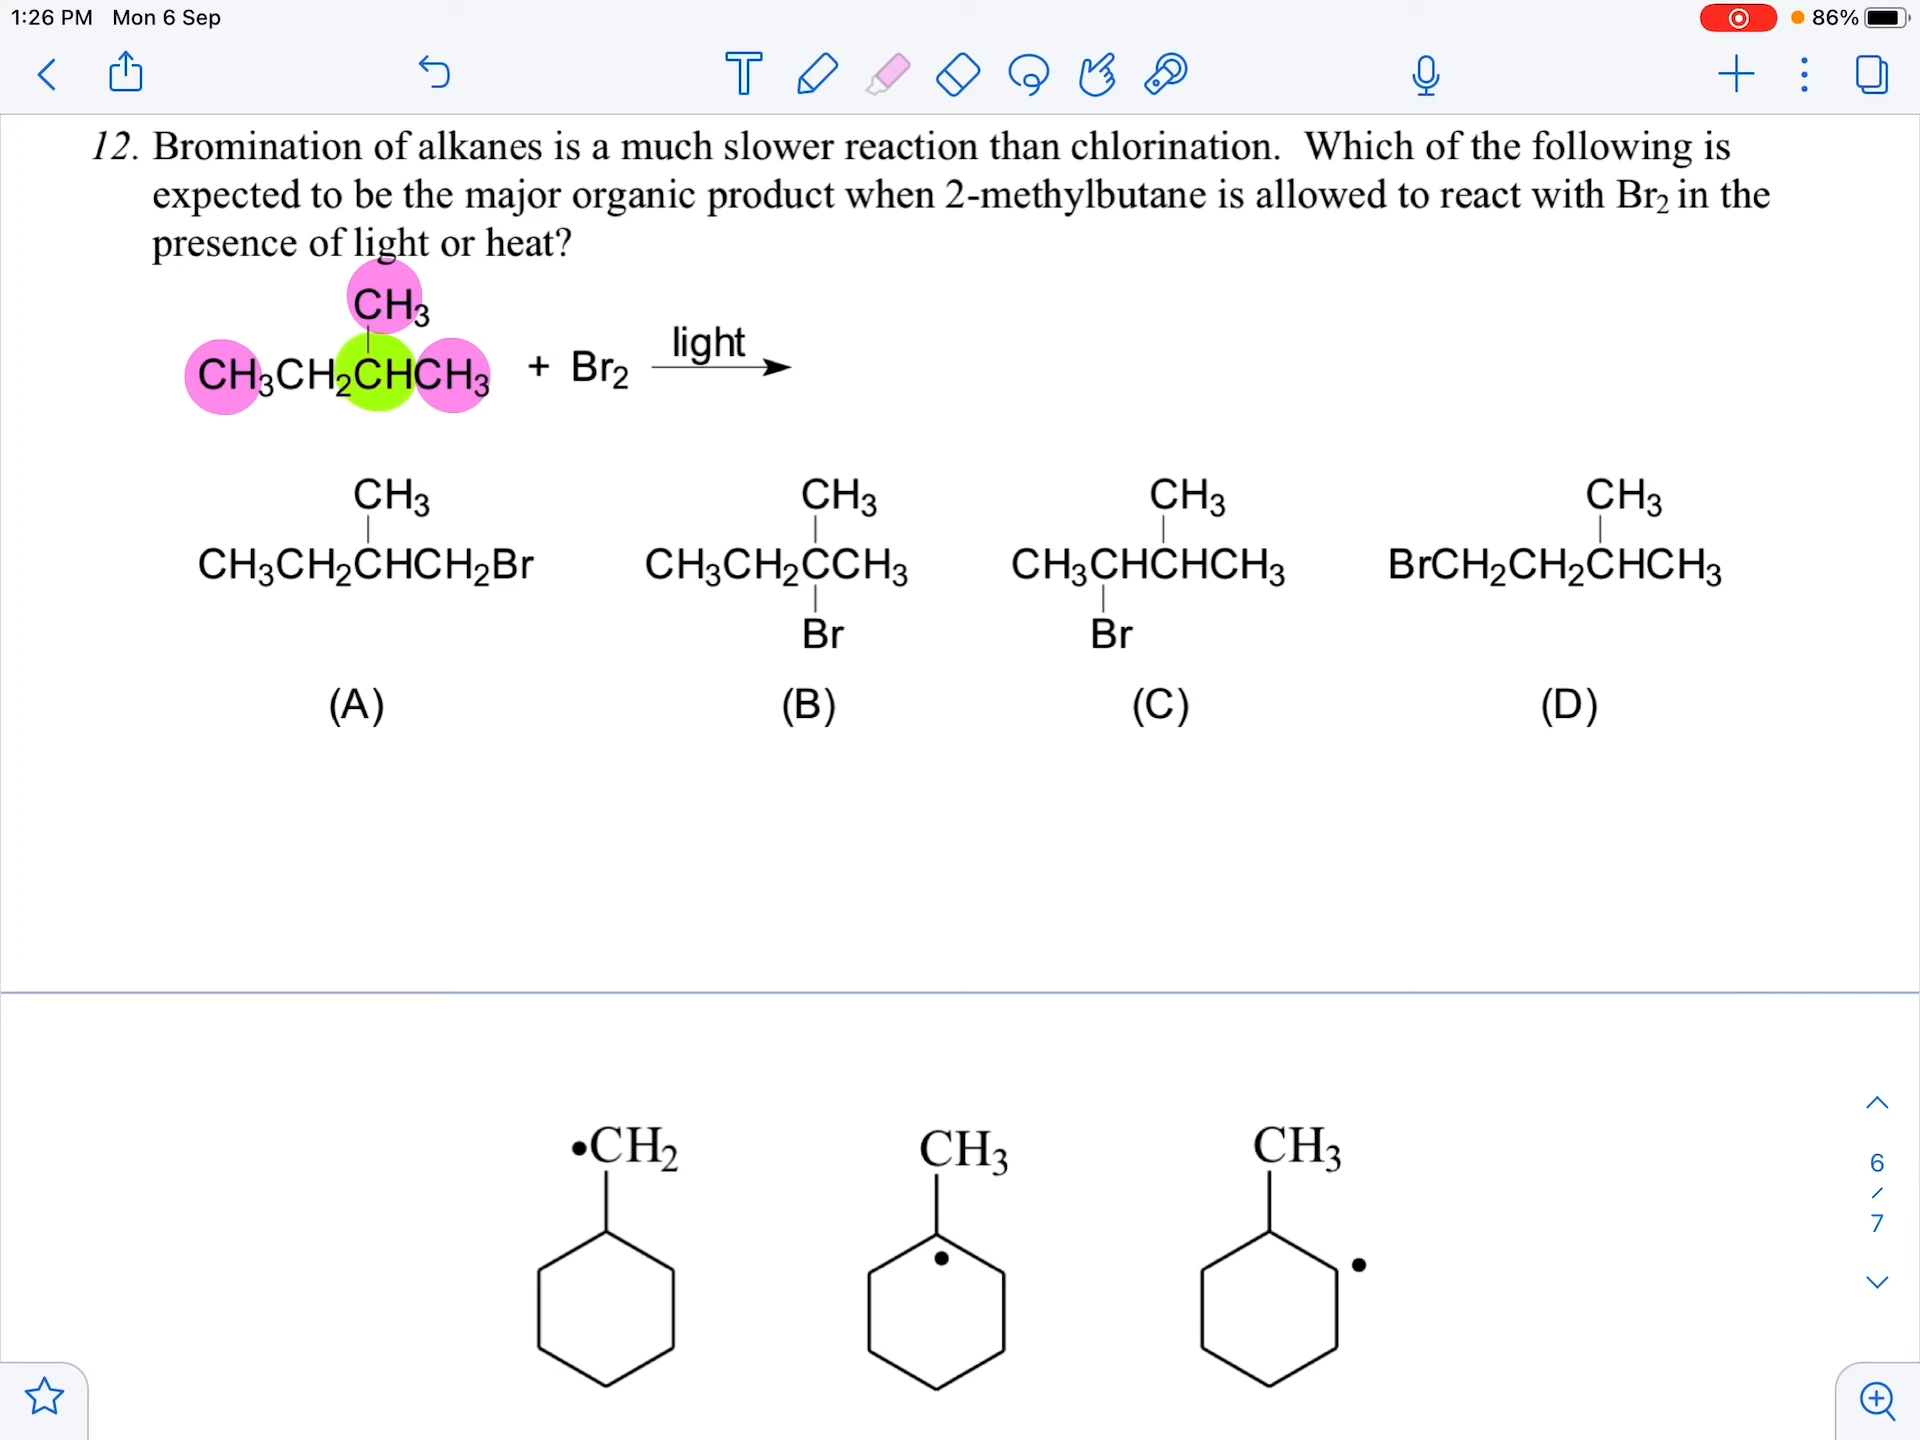 1:26 PM Mon 6 Sep
86%
T
12. Bromination of alkanes is a much slower reaction than chlorination. Which of the following is
expected to be the major organic product when 2-methylbutane is allowed to react with Br₂ in the
presence of light or heat?
CH₃
CH₃CH₂CHCH₃ + Br₂ light
CH₃ CH₃ CH₃ CH₃
CH₃CH₂CHCH₂Br CH₃CH₂CCH₃ CH₃CHCHCH₃ BrCH₂CH₂CHCH₃
Br Br
(A) (B) (C) (D)
•CH₂ CH₃ CH₃
6
/
7